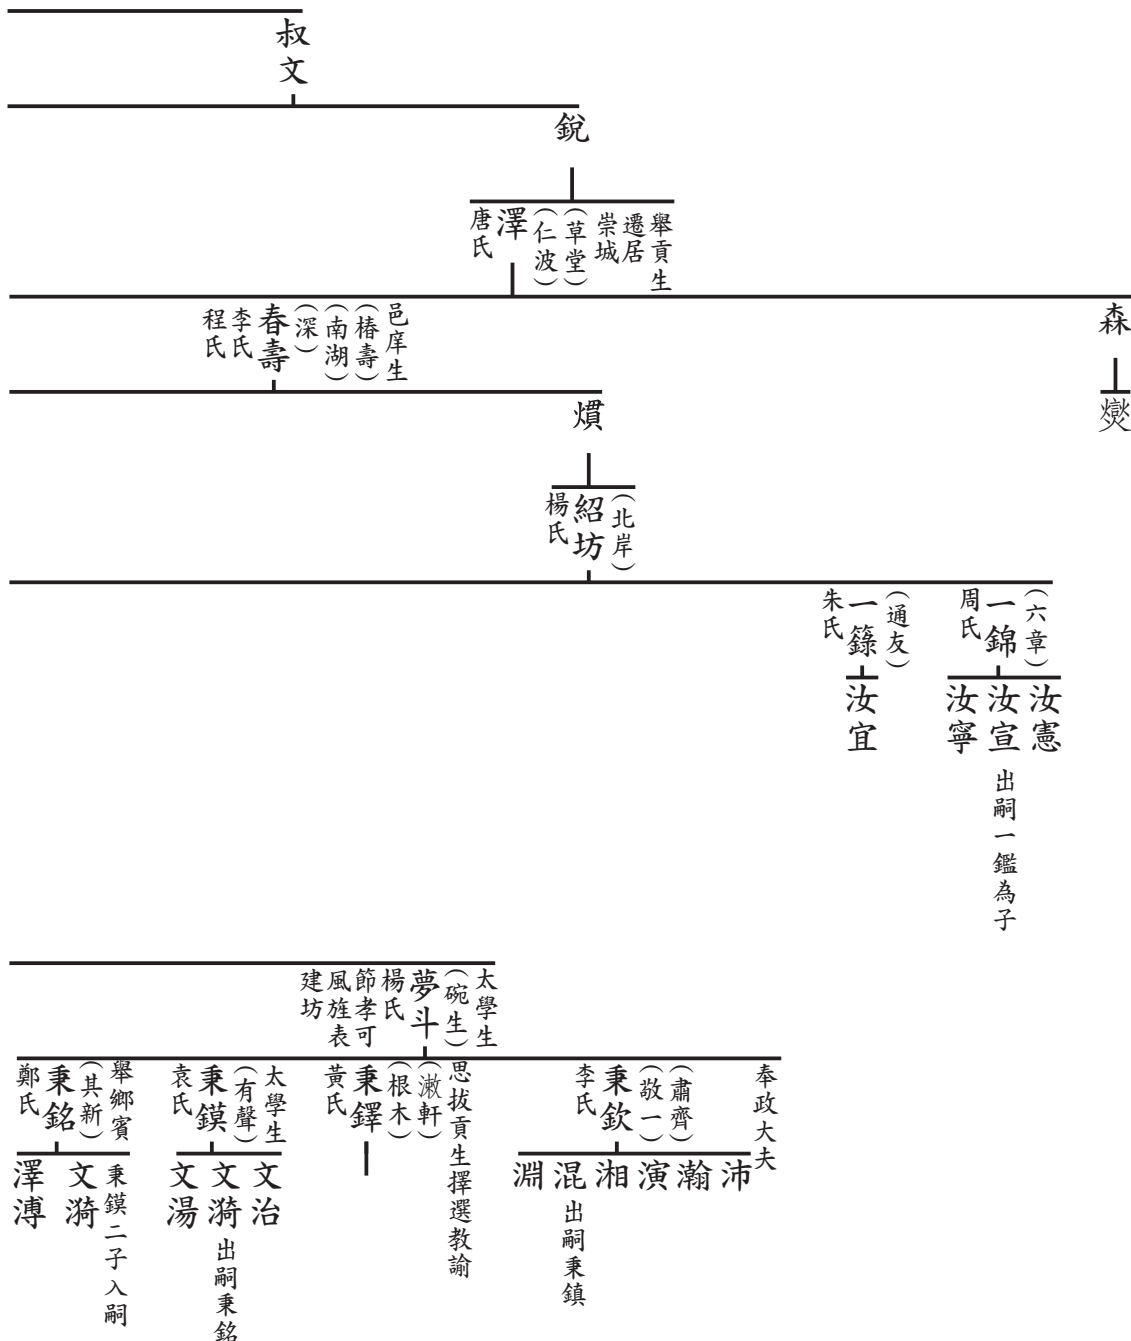 叔文
銳
舉貢生
遷居
崇城
(草堂)
(仁波)
澤
唐氏
森
邑庠生
(椿壽)
(南湖)
(深)
春壽
李氏
程氏
燓
熉
(北岸)
紹坊
楊氏
(六章)
一錦
周氏
(通友)
一籙
朱氏
汝憲
汝宣
出嗣一鑑為子
汝寧
汝宜
太學生
(碗生)
夢斗
楊氏
節孝可
風旌表
建坊
奉政大夫
(肅齊)
(敬一)
秉欽
李氏
思拔貢生擇選教諭
(漱軒)
(根木)
秉鐸
黃氏
太學生
(有聲)
秉鏌
袁氏
舉鄉賓
(其新)
秉銘
鄭氏
沛
瀚
演
湘
混
出嗣秉鎮
淵
文治
文漪
出嗣秉銘
文湯
秉鏌二子入嗣
文漪
澤溥